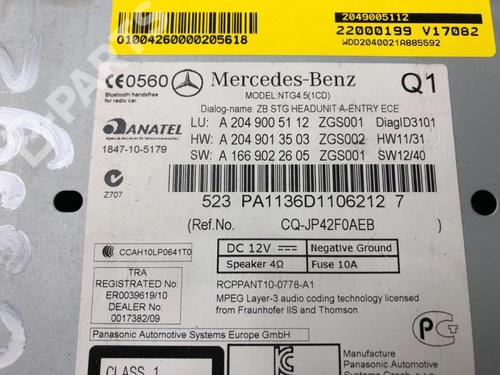 2049005112
22000199 V17082
WDD2040021A885592
01004260000205618
CE0560 Mercedes-Benz Q1
Bluetooth handsfree
for radio car.
MODEL:NTG4.5(1CD)
Dialog-name: ZB STG HEADUNIT A-ENTRY ECE
LU: A 204 900 51 12 ZGS001 DiagID3101
HW: A 204 901 35 03 ZGS002 HW11/31
SW: A 166 902 26 05 ZGS001 SW12/40
ANATEL
1847-10-5179
Z707
523 PA1136D1106212 7
(Ref.No. CQ-JP42F0AEB )
CCAH10LP0641T0
DC 12V Negative Ground
Speaker 4Ω Fuse 10A
TRA
REGISTERED No:
ER0039619/10
DEALER No:
0017382/09
RCPPANT10-0778-A1
MPEG Layer-3 audio coding technology licensed
from Fraunhofer IIS and Thomson
Panasonic Automotive Systems Europe GmbH
CLASS 1
Manufacture
Panasonic Automotive